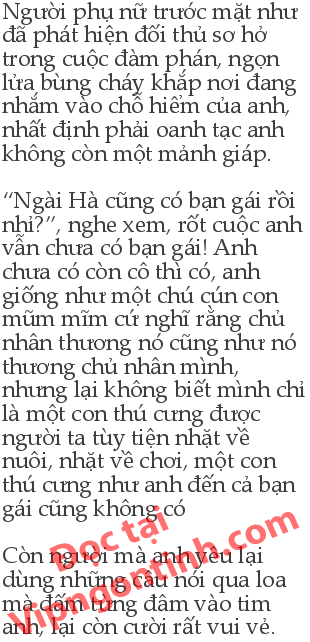 Người phụ nữ trước mặt như
đã phát hiện đối thủ sơ hở
trong cuộc đàm phán, ngọn
lửa bùng cháy khắp nơi đang
nhắm vào chỗ hiểm của anh,
nhất định phải oanh tạc anh
không còn một mảnh giáp.

“Ngài Hà cũng có bạn gái rồi
nhỉ?”, nghe xem, rốt cuộc anh
vẫn chưa có bạn gái! Anh
chưa có còn cô thì có, anh
giống như một chú cún con
mũm mĩm cứ nghĩ rằng chủ
nhân thương nó cũng như nó
thương chủ nhân mình,
nhưng lại không biết mình chỉ
là một con thú cưng được
người ta tùy tiện nhặt về
nuôi, nhặt về chơi, một con
thú cưng như anh đến cả bạn
gái cũng không có

Còn người mà anh yêu lại
dùng những câu nói qua loa
mà đấm từng đâm vào tim
anh, lại còn cười rất vui vẻ.
Đọc tại
Vipngontinh.com